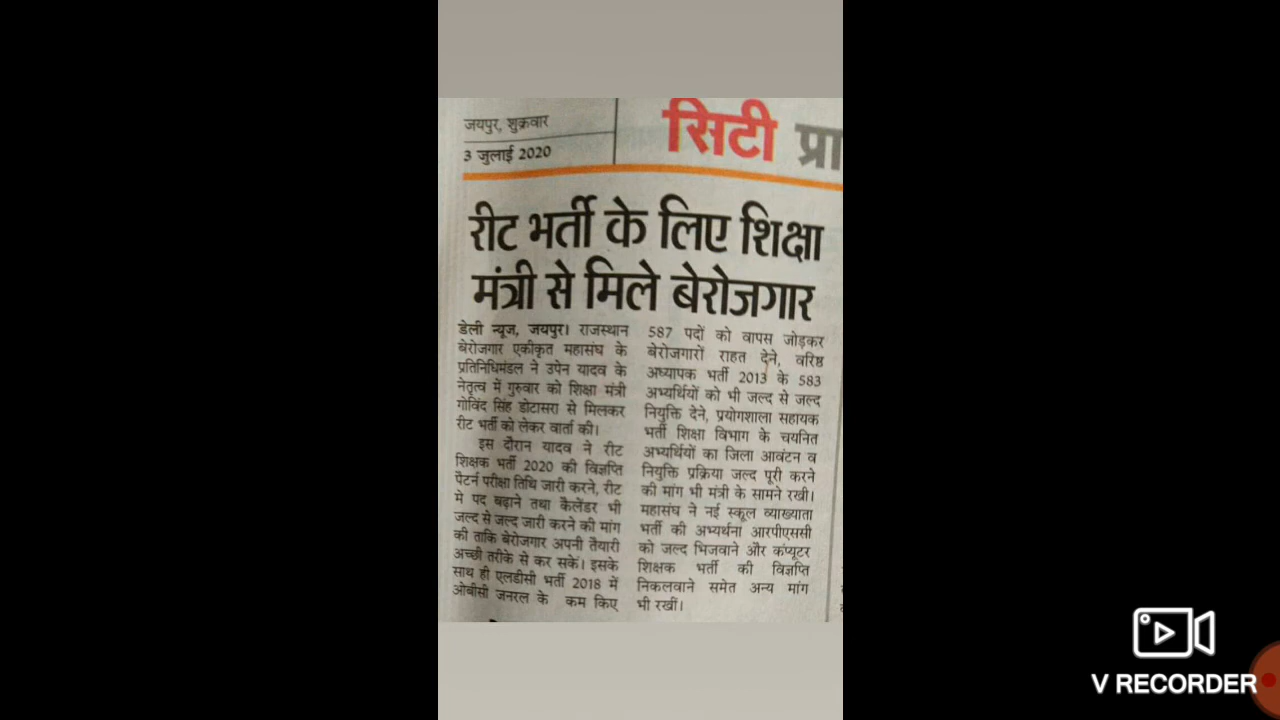 जयपुर, शुक्रवार
3 जुलाई 2020
सिटी प्रा
रीट भर्ती के लिए शिक्षा
मंत्री से मिले बेरोजगार
डेली न्यूज, जयपुर। राजस्थान
बेरोजगार एकीकृत महासंघ के
प्रतिनिधिमंडल ने उपेन यादव के
नेतृत्व में गुरुवार को शिक्षा मंत्री
गोविंद सिंह डोटासरा से मिलकर
रीट भर्ती को लेकर वार्ता की।
इस दौरान यादव ने रीट
शिक्षक भर्ती 2020 की विज्ञप्ति
पैटर्न परीक्षा तिथि जारी करने, रीट
मे पद बढ़ाने तथा कैलेंडर भी
जल्द से जल्द जारी करने की मांग
की ताकि बेरोजगार अपनी तैयारी
अच्छी तरीके से कर सकें। इसके
साथ ही एलडीसी भर्ती 2018 में
ओबीसी जनरल के कम किए
587 पदों को वापस जोड़कर
बेरोजगारों राहत देने, वरिष्ठ
अध्यापक भर्ती 2013 के 583
अभ्यर्थियों को भी जल्द से जल्द
नियुक्ति देने, प्रयोगशाला सहायक
भर्ती शिक्षा विभाग के चयनित
अभ्यर्थियों का जिला आवंटन व
नियुक्ति प्रक्रिया जल्द पूरी करने
की मांग भी मंत्री के सामने रखी।
महासंघ ने नई स्कूल व्याख्याता
भर्ती की अभ्यर्थना आरपीएससी
को जल्द भिजवाने और कंप्यूटर
शिक्षक भर्ती की विज्ञप्ति
निकलवाने समेत अन्य मांग
भी रखीं।
V RECORDER